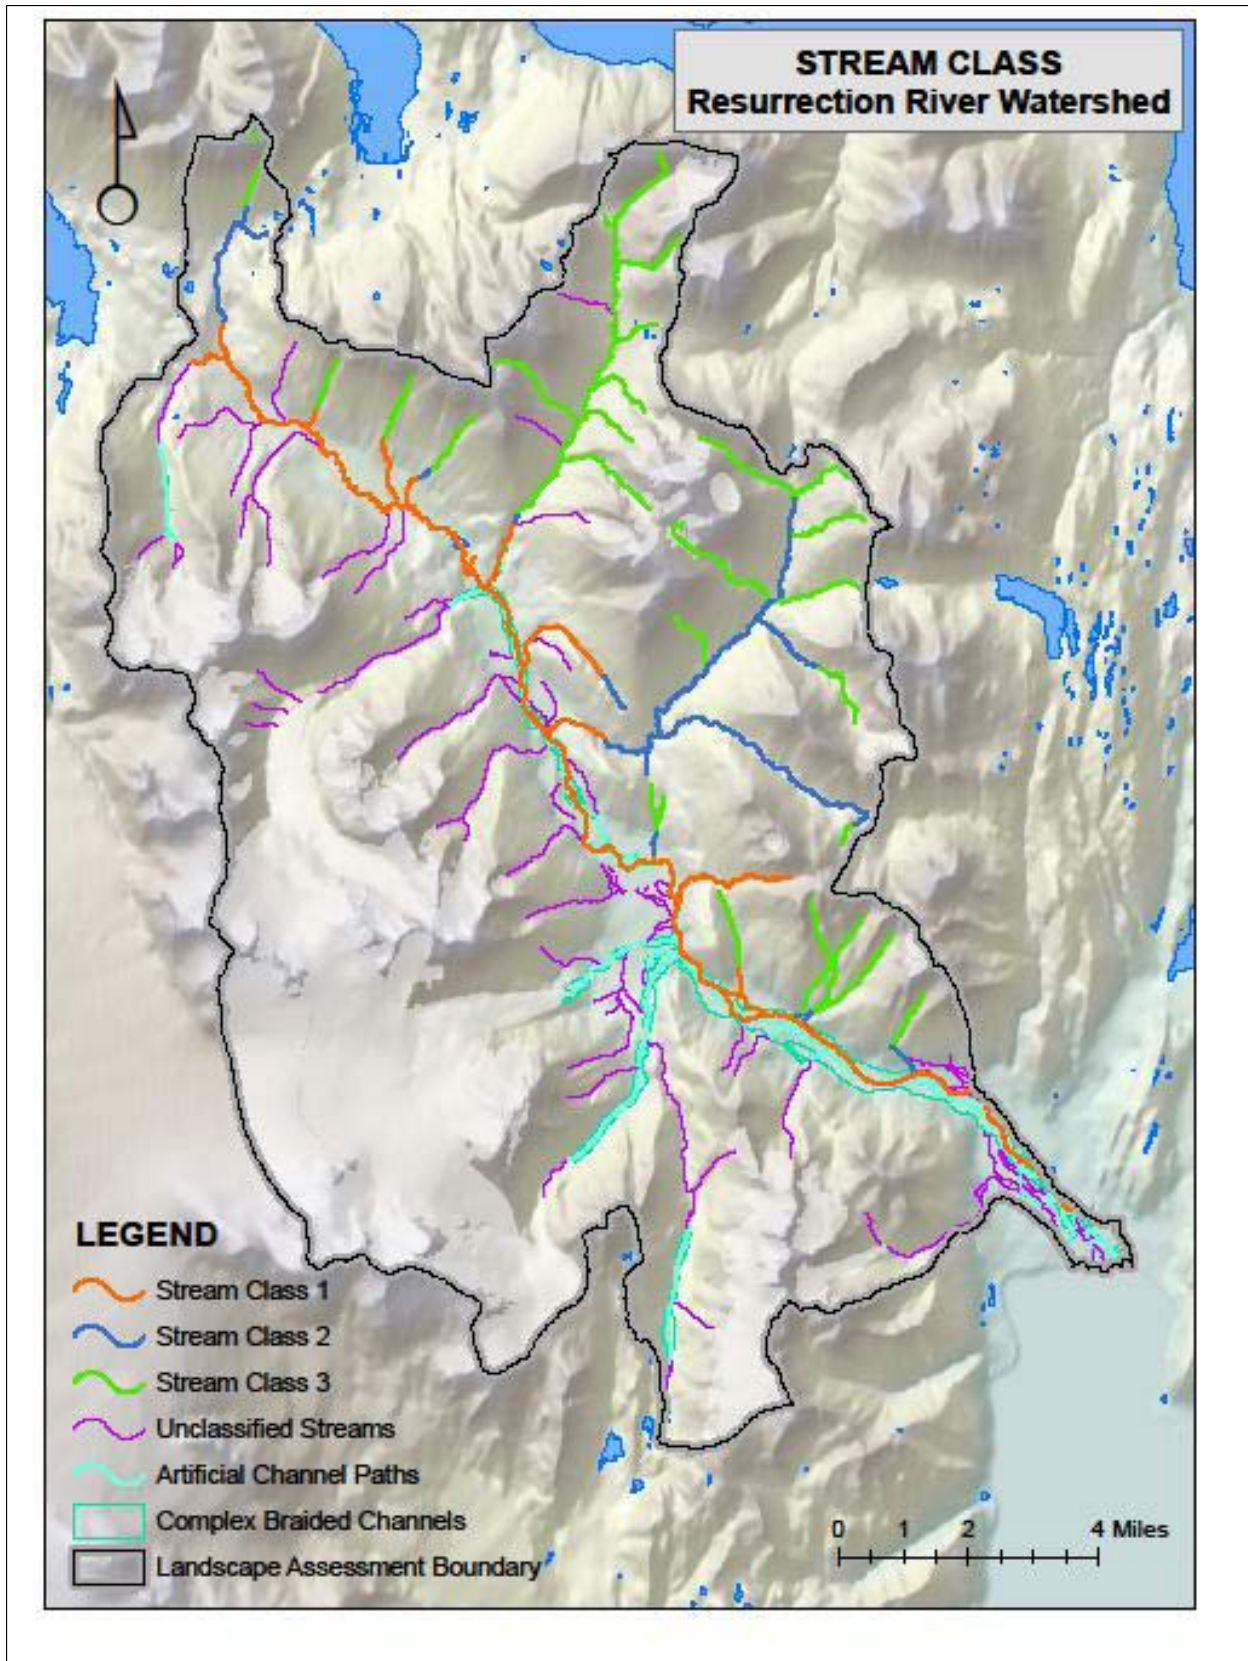 STREAM CLASS
Resurrection River Watershed
LEGEND
Stream Class 1
Stream Class 2
Stream Class 3
Unclassified Streams
Artificial Channel Paths
Complex Braided Channels
Landscape Assessment Boundary
0 1 2 4 Miles